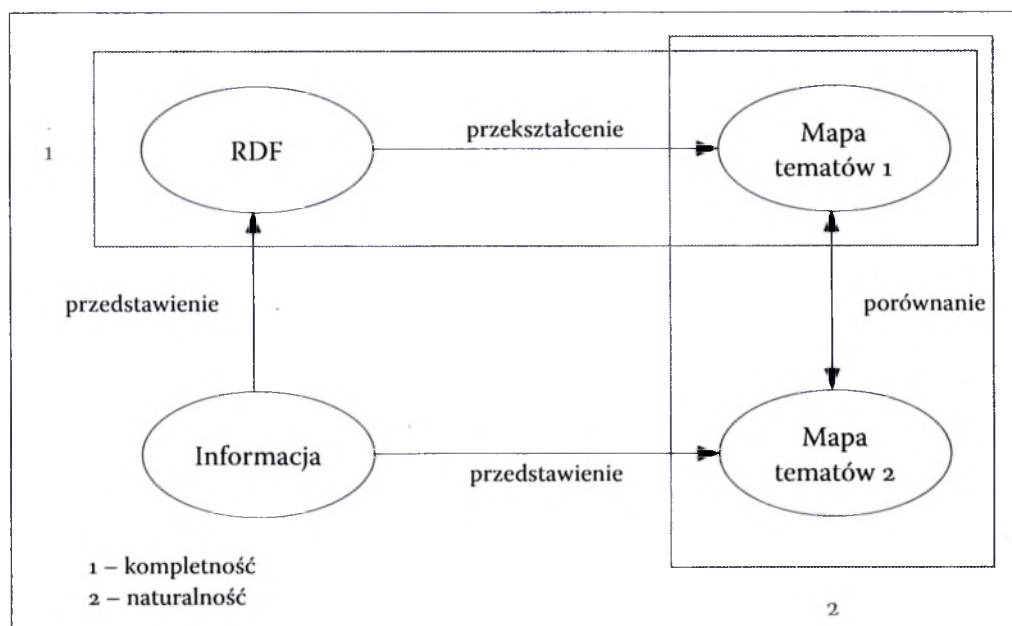 przekształcenie
1
RDF
Mapa
tematów 1
przedstawienie
porównanie
Informacja
przedstawienie
Mapa
tematów 2
1 – kompletność
2 – naturalność
2